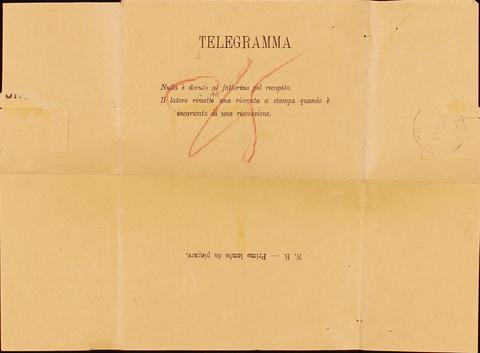 TELEGRAMMA
Nulla è dovuto al fattorino pel recapito.
Il latore rimette una ricevuta a stampa quando è
incaricato di una riscossione.
N. B. — Primo lembo da piegare.